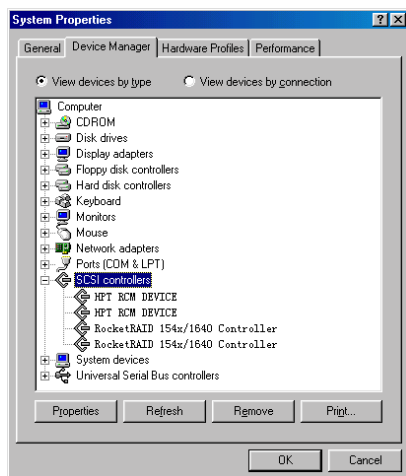 System Properties
General Device Manager Hardware Profiles Performance
View devices by type View devices by connection
Computer
CDROM
Disk drives
Display adapters
Floppy disk controllers
Hard disk controllers
Keyboard
Monitors
Mouse
Network adapters
Ports (COM & LPT)
SCSI controllers
HPT RCM DEVICE
HPT RCM DEVICE
RocketRAID 154x/1640 Controller
RocketRAID 154x/1640 Controller
System devices
Universal Serial Bus controllers
Properties Refresh Remove Print...
OK Cancel